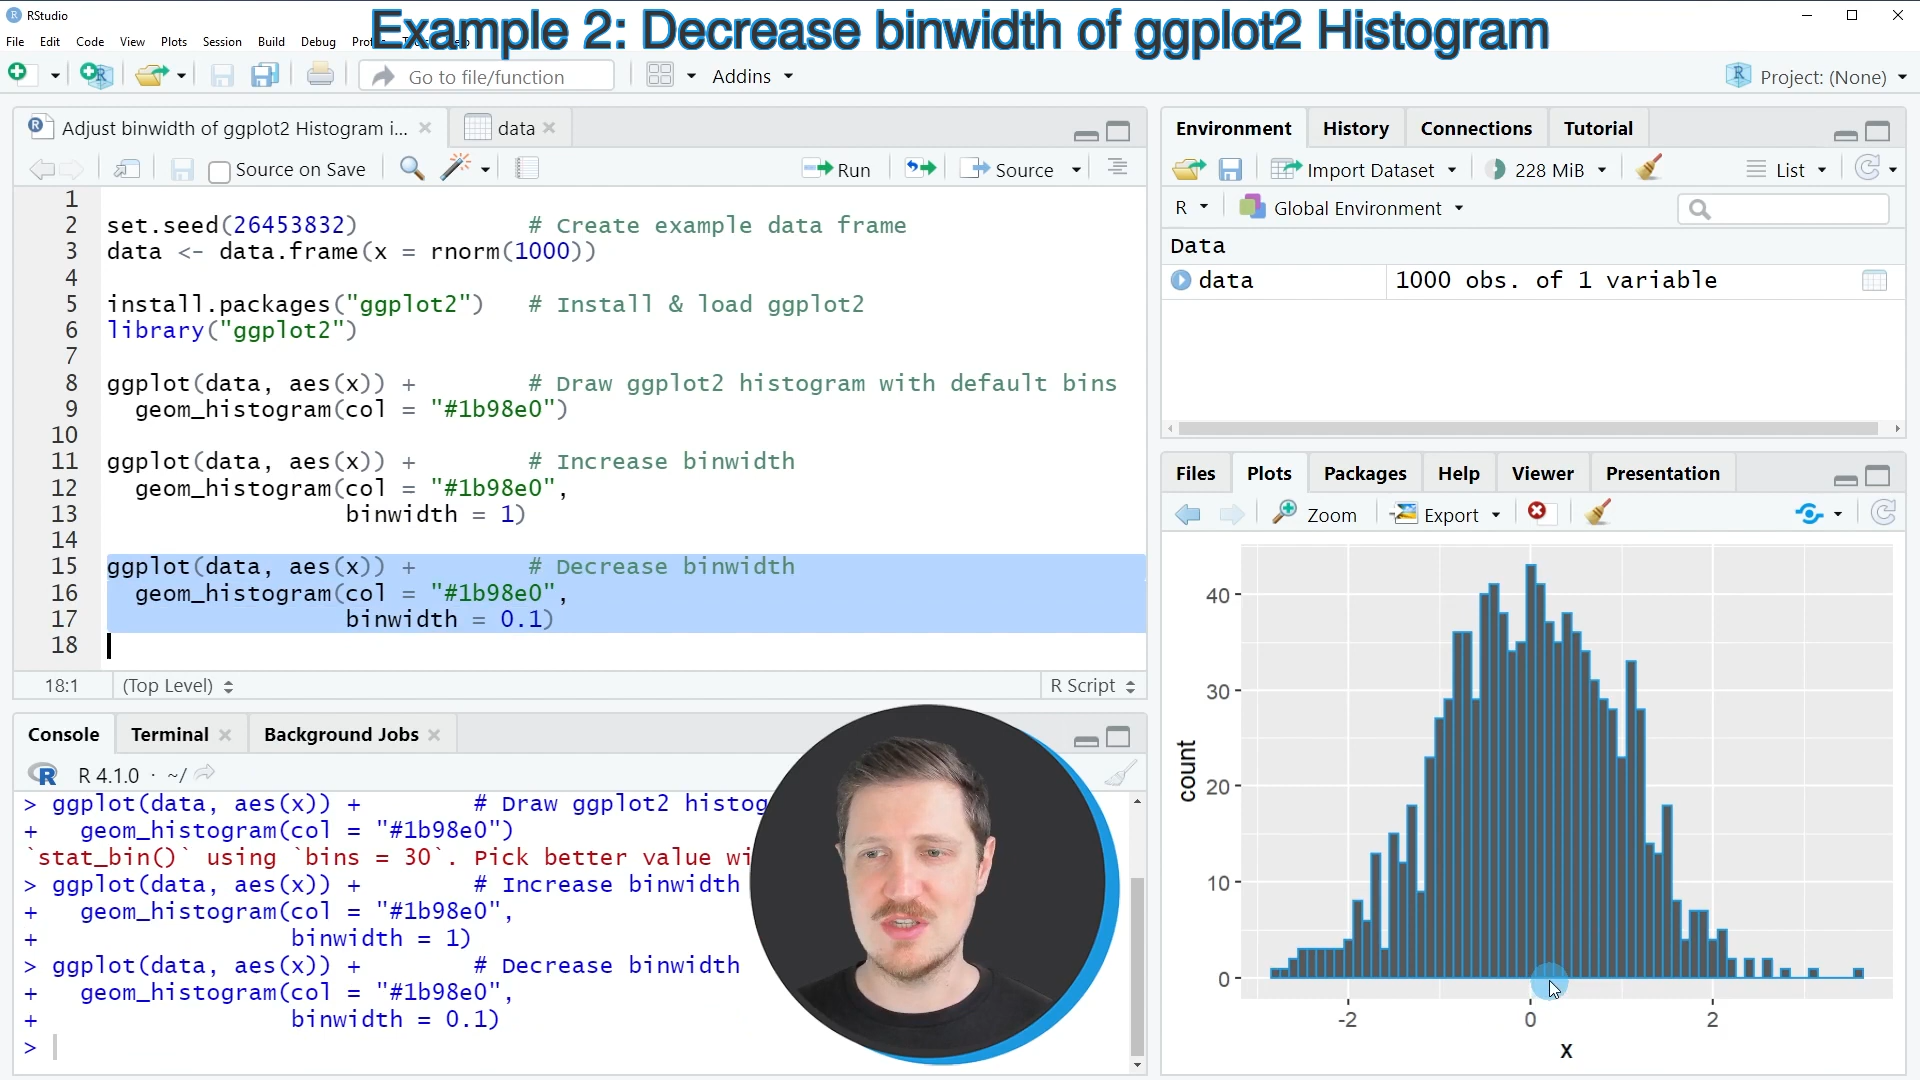 RStudio
Example 2: Decrease binwidth of ggplot2 Histogram
File Edit Code View Plots Session Build Debug
Go to file/function
Addins
Project: (None)
Adjust binwidth of ggplot2 Histogram i...
data
Source on Save
Run
Source
1
2 set.seed(26453832) # Create example data frame
3 data <- data.frame(x = rnorm(1000))
4
5 install.packages("ggplot2") # Install & load ggplot2
6 library("ggplot2")
7
8 ggplot(data, aes(x)) + # Draw ggplot2 histogram with default bins
9 geom_histogram(col = "#1b98e0")
10
11 ggplot(data, aes(x)) + # Increase binwidth
12 geom_histogram(col = "#1b98e0",
13 binwidth = 1)
14
15 ggplot(data, aes(x)) + # Decrease binwidth
16 geom_histogram(col = "#1b98e0",
17 binwidth = 0.1)
18
18:1 (Top Level) R Script
Console Terminal Background Jobs
R 4.1.0 · ~/
> ggplot(data, aes(x)) + # Draw ggplot2 histog
+ geom_histogram(col = "#1b98e0")
`stat_bin()` using `bins = 30`. Pick better value wi
> ggplot(data, aes(x)) + # Increase binwidth
+ geom_histogram(col = "#1b98e0",
+ binwidth = 1)
> ggplot(data, aes(x)) + # Decrease binwidth
+ geom_histogram(col = "#1b98e0",
+ binwidth = 0.1)
>
Environment History Connections Tutorial
Import Dataset 228 MiB List
R Global Environment
Data
data 1000 obs. of 1 variable
Files Plots Packages Help Viewer Presentation
Zoom Export
40
30
20
10
0
count
-2 0 2
x